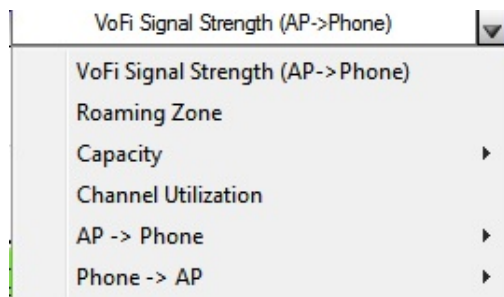 VoFi Signal Strength (AP->Phone)
VoFi Signal Strength (AP->Phone)
Roaming Zone
Capacity
Channel Utilization
AP -> Phone
Phone -> AP